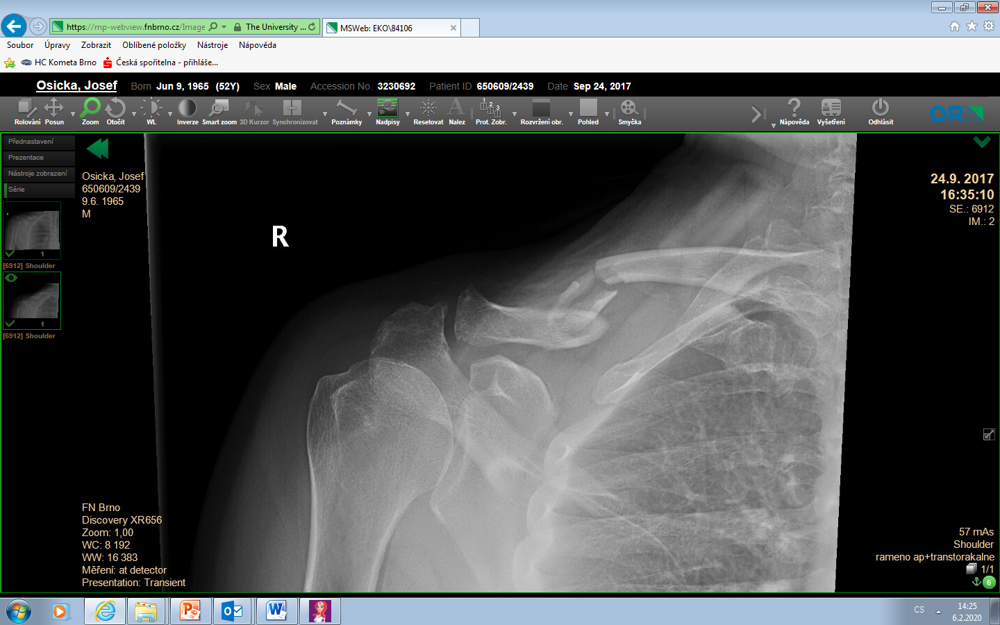 https://mp-webview.fnbrno.cz/Image
The University ...
MSWeb: EKO\84106
Soubor Úpravy Zobrazit Oblíbené položky Nástroje Nápověda
HC Kometa Brno Česká spořitelna - přihláše...
Osicka, Josef Born Jun 9, 1965 (52Y) Sex Male Accession No. 3230692 Patient ID 650609/2439 Date Sep 24, 2017
1 2 3
Rolování Posun Zoom Otočit WL Inverze Smart zoom 3D Kurzor Synchronizovat Poznámky Nadpisy Resetovat Nalez Prot. Zobr. Rozvržení obr. Pohled Smyčka Nápověda Vyšetření Odhlásit
Přednastavení
Prezentace
Nástroje zobrazení
Série
1
[6912] Shoulder
1
[6912] Shoulder
Osicka, Josef
650609/2439
9.6. 1965
M
24.9. 2017
16:35:10
SE.: 6912
IM.: 2
R
FN Brno
Discovery XR656
Zoom: 1,00
WC: 8 192
WW: 16 383
Měření: at detector
Presentation: Transient
57 mAs
Shoulder
rameno ap+transtorakalne
1/1
6
CS
14:25
6.2.2020